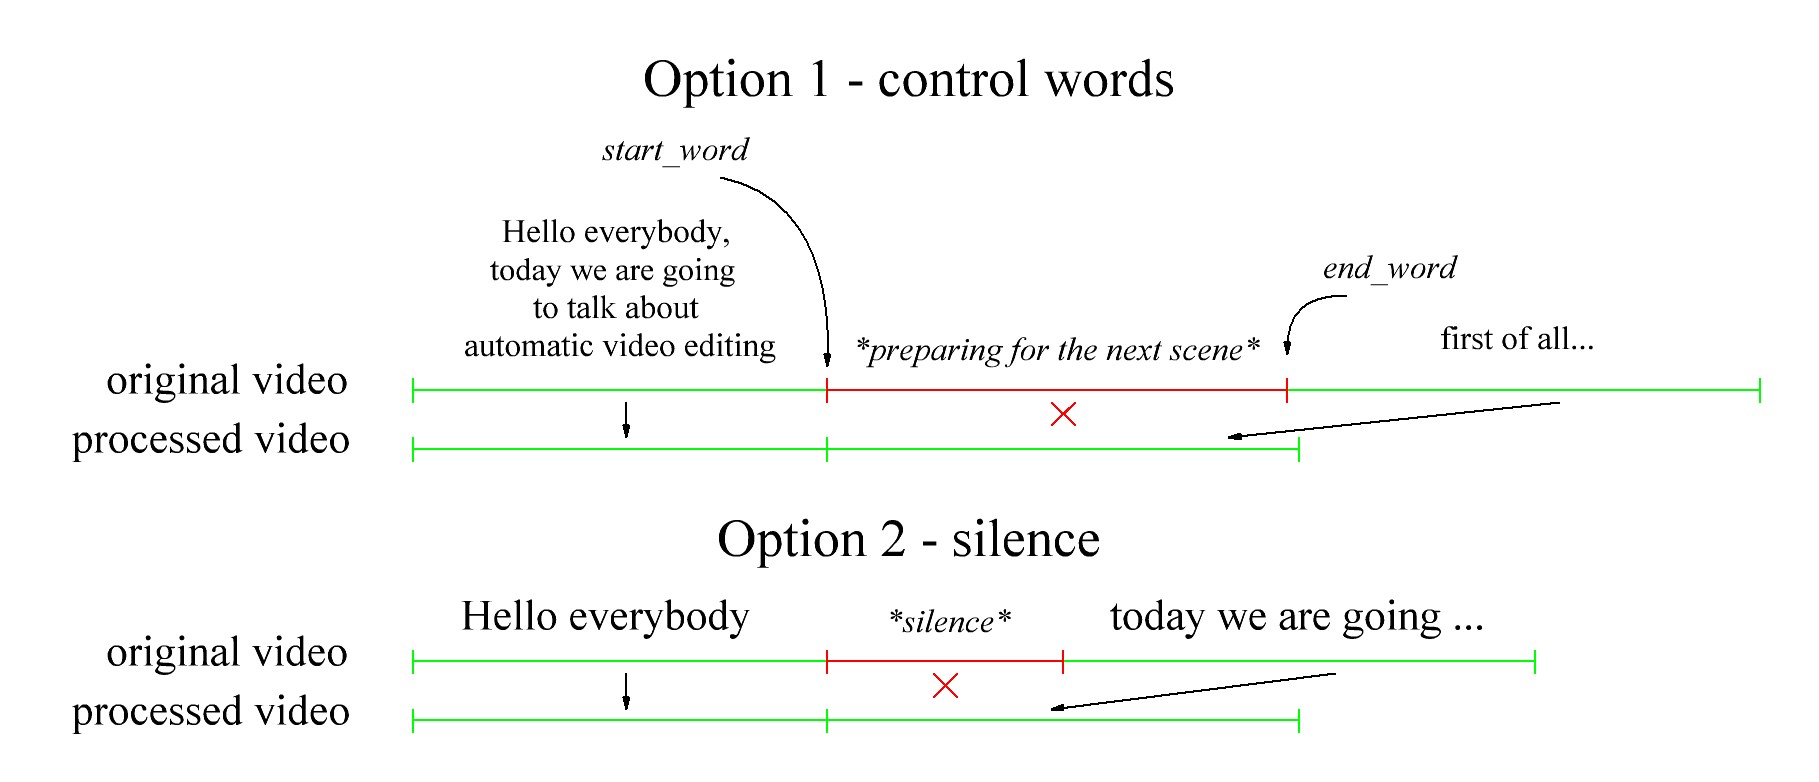 Option 1 - control words
start_word
Hello everybody,
today we are going
to talk about
automatic video editing
*preparing for the next scene*
end_word
first of all...
original video
processed video
Option 2 - silence
Hello everybody
*silence*
today we are going ...
original video
processed video